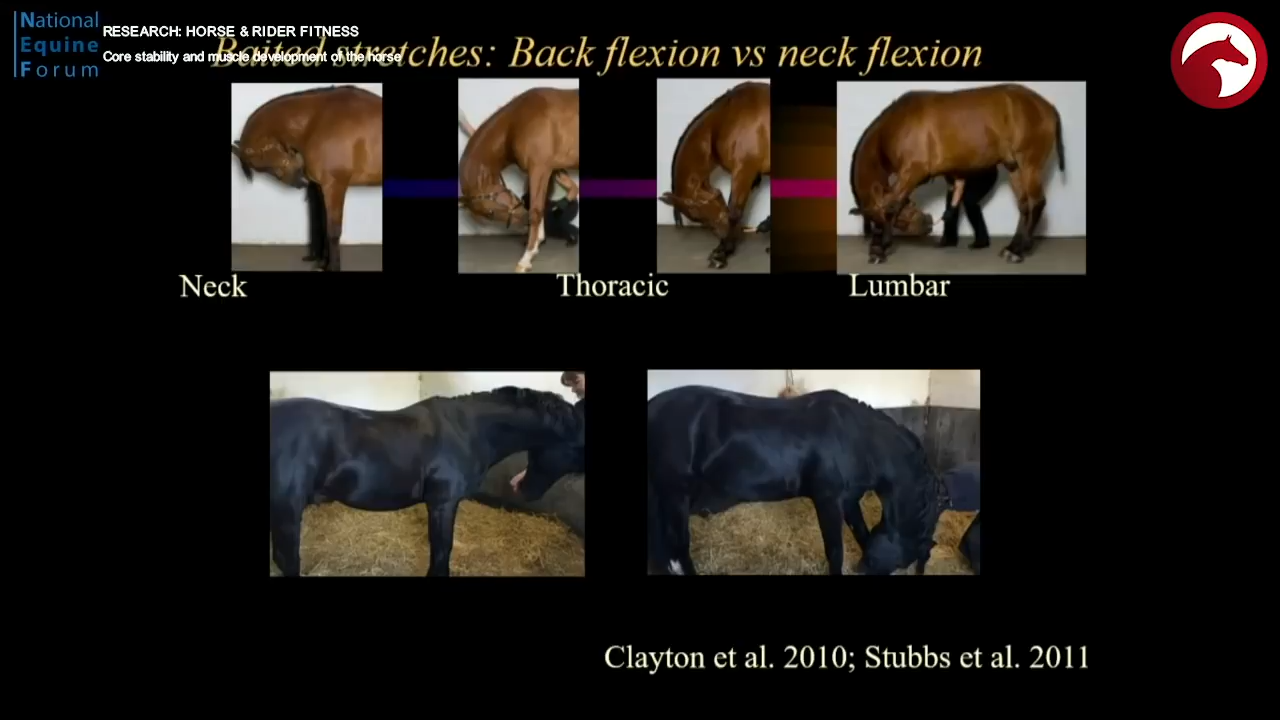 National
Equine
Forum
RESEARCH: HORSE & RIDER FITNESS
Core stability and muscle development of the horse
Baited stretches: Back flexion vs neck flexion
Neck
Thoracic
Lumbar
Clayton et al. 2010; Stubbs et al. 2011